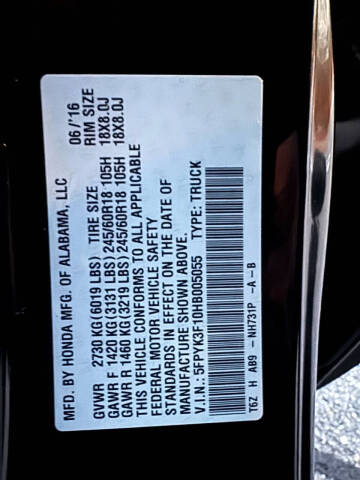 MFD. BY HONDA MFG. OF ALABAMA, LLC 06/'16
GVWR 2730 KG(6019 LBS) TIRE SIZE RIM SIZE
GAWR F 1420 KG(3131 LBS) 245/60R18 105H 18X8.0J
GAWR R 1460 KG(3219 LBS) 245/60R18 105H 18X8.0J
THIS VEHICLE CONFORMS TO ALL APPLICABLE
FEDERAL MOTOR VEHICLE SAFETY
STANDARDS IN EFFECT ON THE DATE OF
MANUFACTURE SHOWN ABOVE.
V.I.N.: 5FPYK3F10HB005055 TYPE: TRUCK
T6Z H AB9 -NH731P -A -B